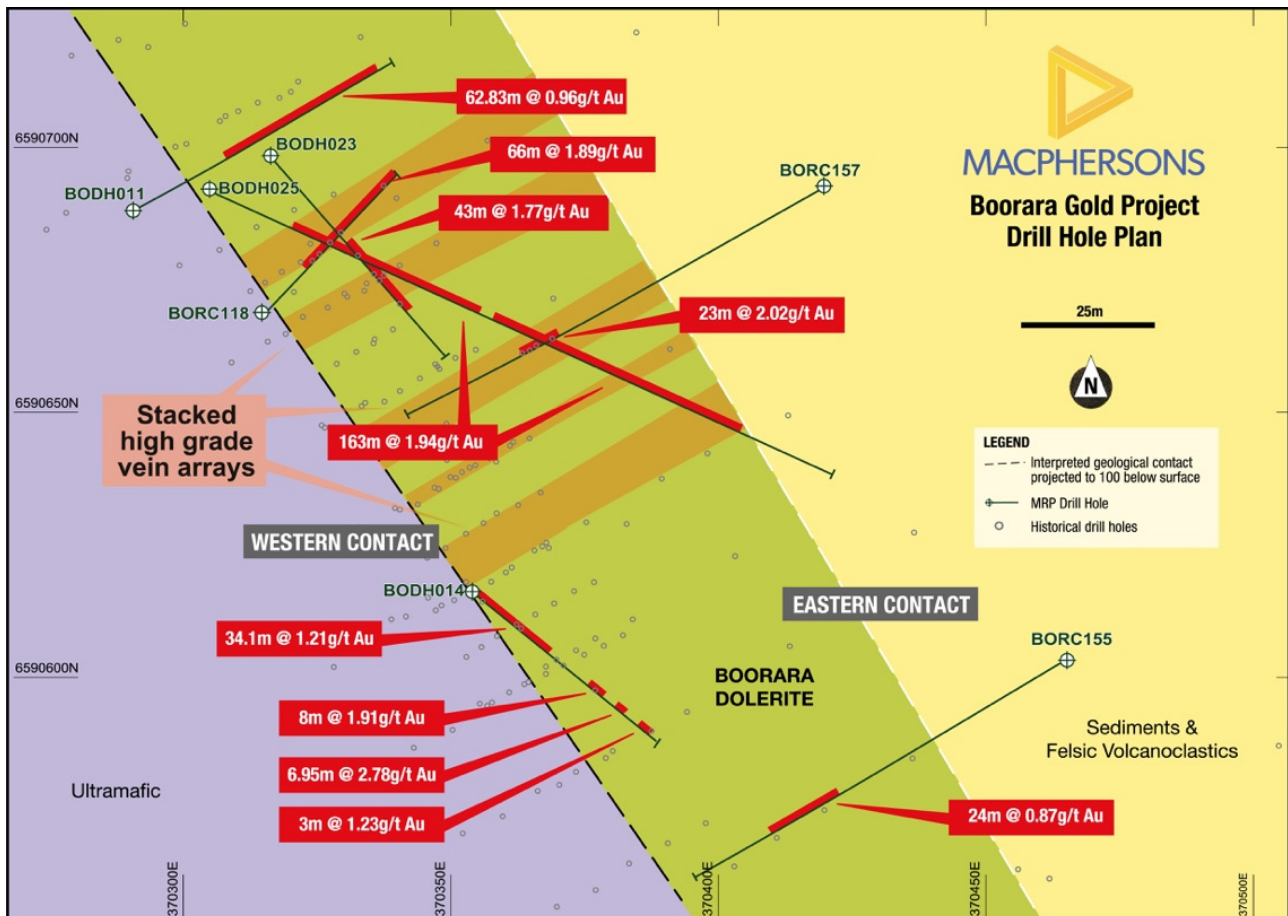 MACPHERSONS
Boorara Gold Project
Drill Hole Plan
25m
N
LEGEND
Interpreted geological contact
projected to 100 below surface
MRP Drill Hole
Historical drill holes
6590700N
6590650N
6590600N
370300E
370350E
370400E
370450E
370500E
62.83m @ 0.96g/t Au
BODH023
66m @ 1.89g/t Au
BORC157
BODH011
BODH025
43m @ 1.77g/t Au
BORC118
23m @ 2.02g/t Au
Stacked
high grade
vein arrays
163m @ 1.94g/t Au
WESTERN CONTACT
BODH014
EASTERN CONTACT
34.1m @ 1.21g/t Au
BORC155
BOORARA
DOLERITE
8m @ 1.91g/t Au
Sediments &
Felsic Volcanoclastics
6.95m @ 2.78g/t Au
Ultramafic
3m @ 1.23g/t Au
24m @ 0.87g/t Au